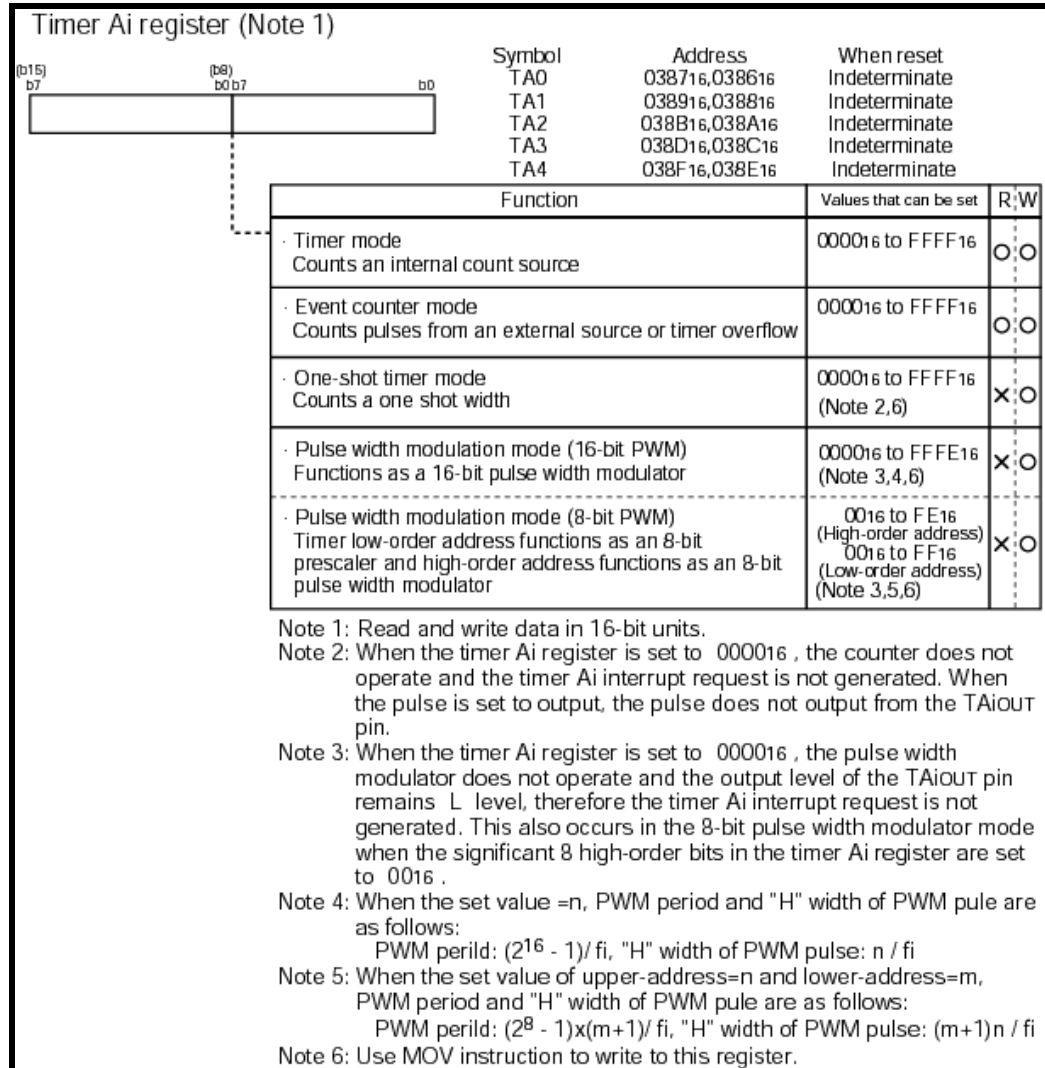 Timer Ai register (Note 1)
Symbol Address When reset
(b15) (b8)
b7 b0 b7 b0
TA0 038716,038616 Indeterminate
TA1 038916,038816 Indeterminate
TA2 038B16,038A16 Indeterminate
TA3 038D16,038C16 Indeterminate
TA4 038F16,038E16 Indeterminate
Function Values that can be set R W
· Timer mode 000016 to FFFF16
Counts an internal count source
· Event counter mode 000016 to FFFF16
Counts pulses from an external source or timer overflow
· One-shot timer mode 000016 to FFFF16
Counts a one shot width (Note 2,6)
· Pulse width modulation mode (16-bit PWM) 000016 to FFFE16
Functions as a 16-bit pulse width modulator (Note 3,4,6)
· Pulse width modulation mode (8-bit PWM) 0016 to FE16
Timer low-order address functions as an 8-bit (High-order address)
prescaler and high-order address functions as an 8-bit 0016 to FF16
pulse width modulator (Low-order address)
(Note 3,5,6)
Note 1: Read and write data in 16-bit units.
Note 2: When the timer Ai register is set to 000016 , the counter does not
operate and the timer Ai interrupt request is not generated. When
the pulse is set to output, the pulse does not output from the TAiOUT
pin.
Note 3: When the timer Ai register is set to 000016 , the pulse width
modulator does not operate and the output level of the TAiOUT pin
remains L level, therefore the timer Ai interrupt request is not
generated. This also occurs in the 8-bit pulse width modulator mode
when the significant 8 high-order bits in the timer Ai register are set
to 0016 .
Note 4: When the set value =n, PWM period and "H" width of PWM pule are
as follows:
PWM perild: (2^16 - 1)/ fi, "H" width of PWM pulse: n / fi
Note 5: When the set value of upper-address=n and lower-address=m,
PWM period and "H" width of PWM pule are as follows:
PWM perild: (2^8 - 1)x(m+1)/ fi, "H" width of PWM pulse: (m+1)n / fi
Note 6: Use MOV instruction to write to this register.